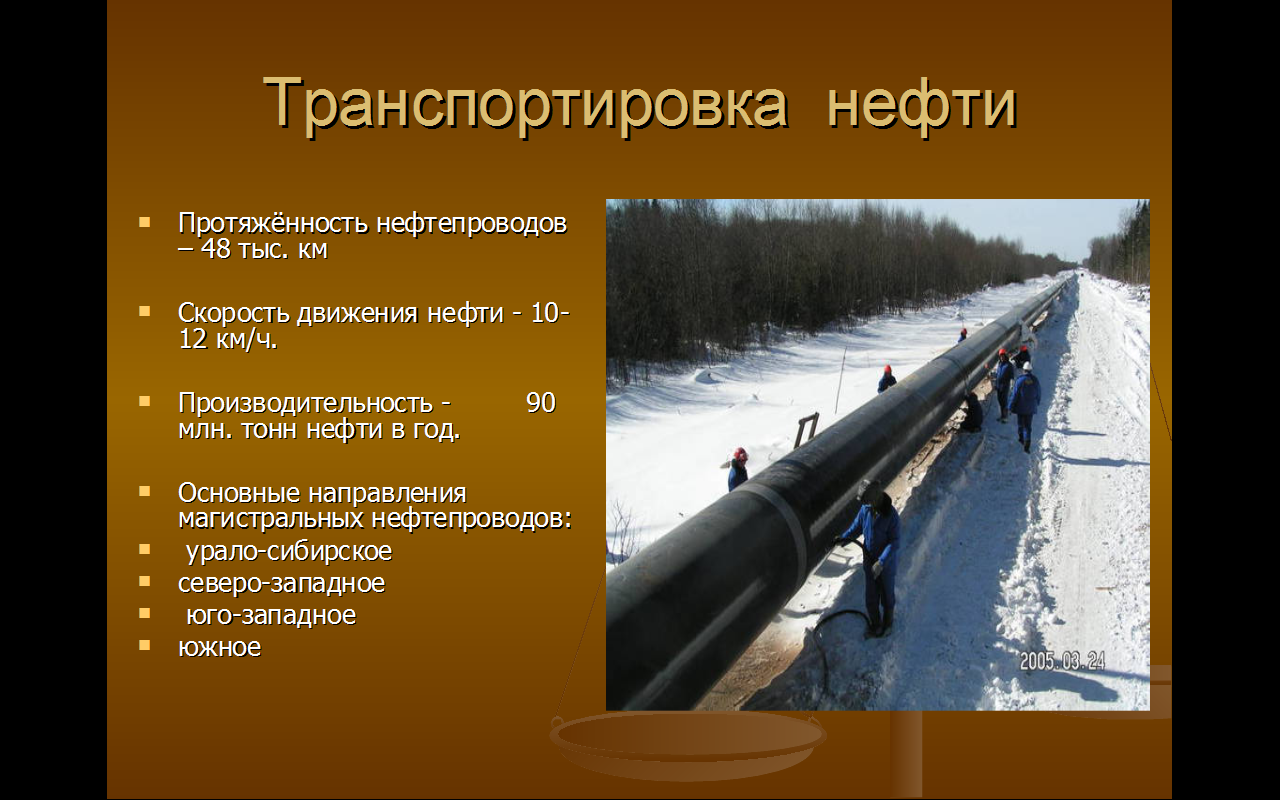 Транспортировка нефти
Протяжённость нефтепроводов
– 48 тыс. км
Скорость движения нефти - 10-
12 км/ч.
Производительность - 90
млн. тонн нефти в год.
Основные направления
магистральных нефтепроводов:
урало-сибирское
северо-западное
юго-западное
южное
2005.03.24